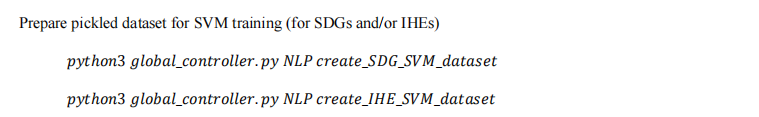 Prepare pickled dataset for SVM training (for SDGs and/or IHEs)
python3 global_controller.py NLP create_SDG_SVM_dataset
python3 global_controller.py NLP create_IHE_SVM_dataset